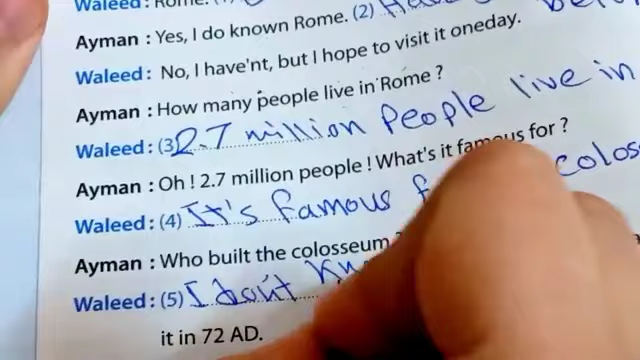 Waleed: Rome. (1)
Ayman : Yes, I do known Rome. (2) Have
Waleed: No, I have'nt, but I hope to visit it oneday.
Ayman : How many people live in Rome ?
Waleed: (3) 2.7 million People live in
Ayman : Oh ! 2.7 million people ! What's it famous for ?
Waleed: (4) It's famous
Ayman : Who built the colosseum
Waleed: (5) I don't
it in 72 AD.